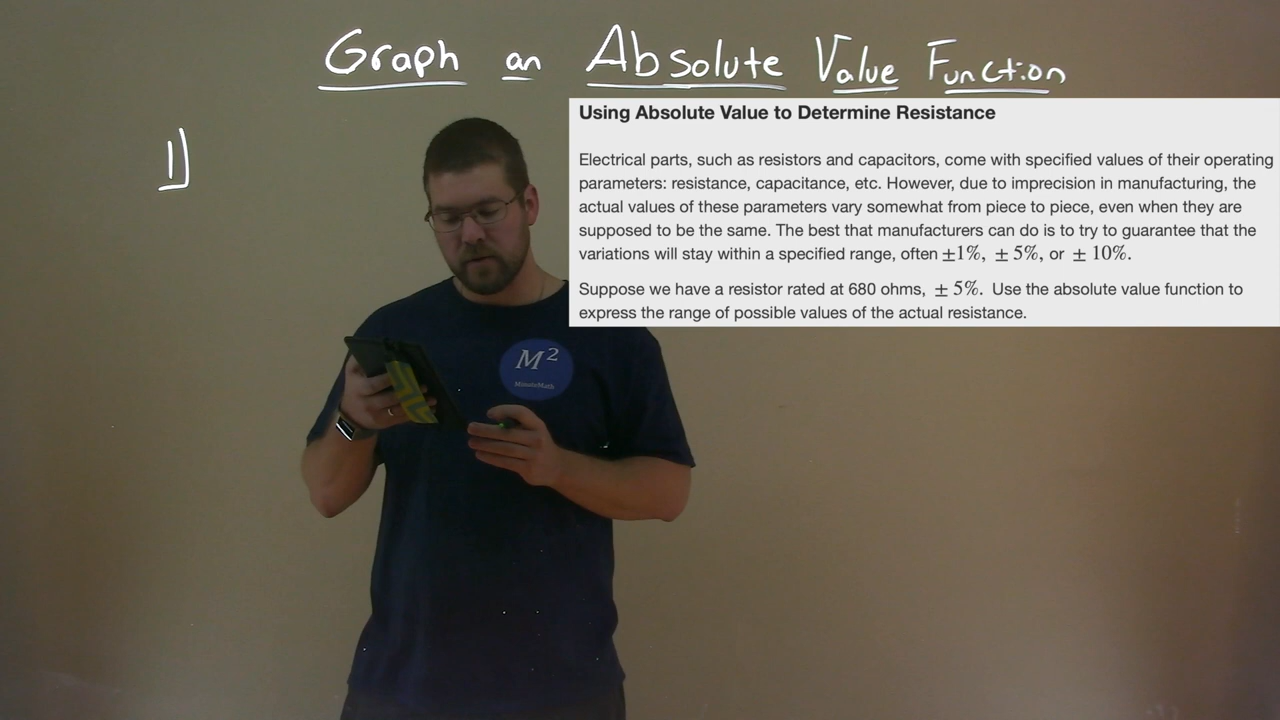 Graph an Absolute Value Function
1)
Using Absolute Value to Determine Resistance
Electrical parts, such as resistors and capacitors, come with specified values of their operating
parameters: resistance, capacitance, etc. However, due to imprecision in manufacturing, the
actual values of these parameters vary somewhat from piece to piece, even when they are
supposed to be the same. The best that manufacturers can do is to try to guarantee that the
variations will stay within a specified range, often ±1%, ± 5%, or ± 10%.
Suppose we have a resistor rated at 680 ohms, ± 5%. Use the absolute value function to
express the range of possible values of the actual resistance.
M²
MinuteMath